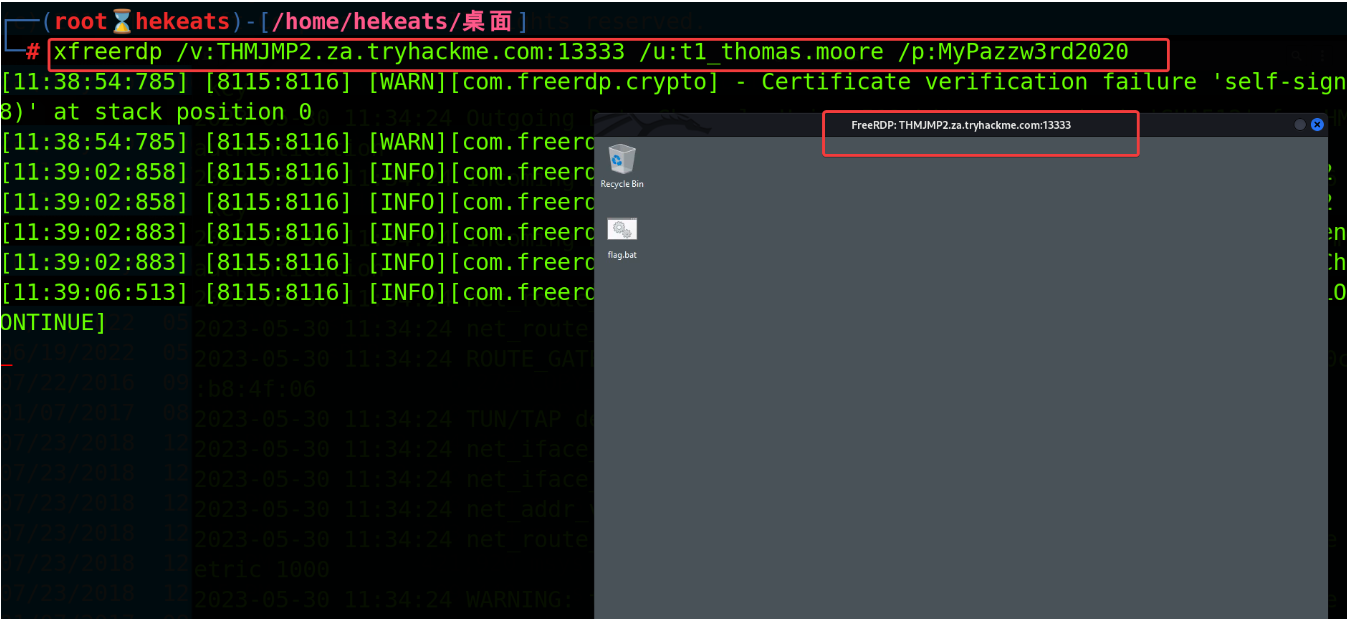 ┌──(root⌛hekeats)-[/home/hekeats/桌面]
└─# xfreerdp /v:THMJMP2.za.tryhackme.com:13333 /u:t1_thomas.moore /p:MyPazzw3rd2020
[11:38:54:785] [8115:8116] [WARN][com.freerdp.crypto] - Certificate verification failure 'self-sign
8)' at stack position 0
FreeRDP: THMJMP2.za.tryhackme.com:13333
[11:38:54:785] [8115:8116] [WARN][com.freerd
[11:39:02:858] [8115:8116] [INFO][com.freerd
Recycle Bin
[11:39:02:858] [8115:8116] [INFO][com.freerd
[11:39:02:883] [8115:8116] [INFO][com.freerd
flag.bat
[11:39:02:883] [8115:8116] [INFO][com.freerd
[11:39:06:513] [8115:8116] [INFO][com.freerd
ONTINUE]
2023-05-30 11:34:24 net_route
06/19/2022 05
2023-05-30 11:34:24 ROUTE_GAT
07/22/2016 09
:b8:4f:06
01/07/2017 08
2023-05-30 11:34:24 TUN/TAP d
07/23/2018 12
2023-05-30 11:34:24 net_iface
07/23/2018 12
2023-05-30 11:34:24 net_iface
07/23/2018 12
2023-05-30 11:34:24 net_addr
07/23/2018 12
2023-05-30 11:34:24 net_route
07/23/2018 12
etric 1000
07/23/2018 12
2023-05-30 11:34:24 WARNING: